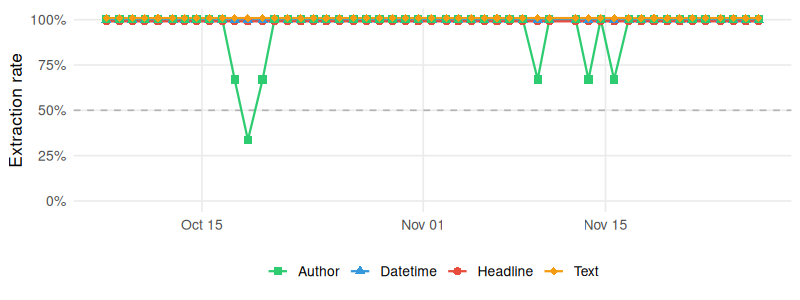 100%
75%
50%
25%
0%
Extraction rate
Oct 15 Nov 01 Nov 15
Author Datetime Headline Text